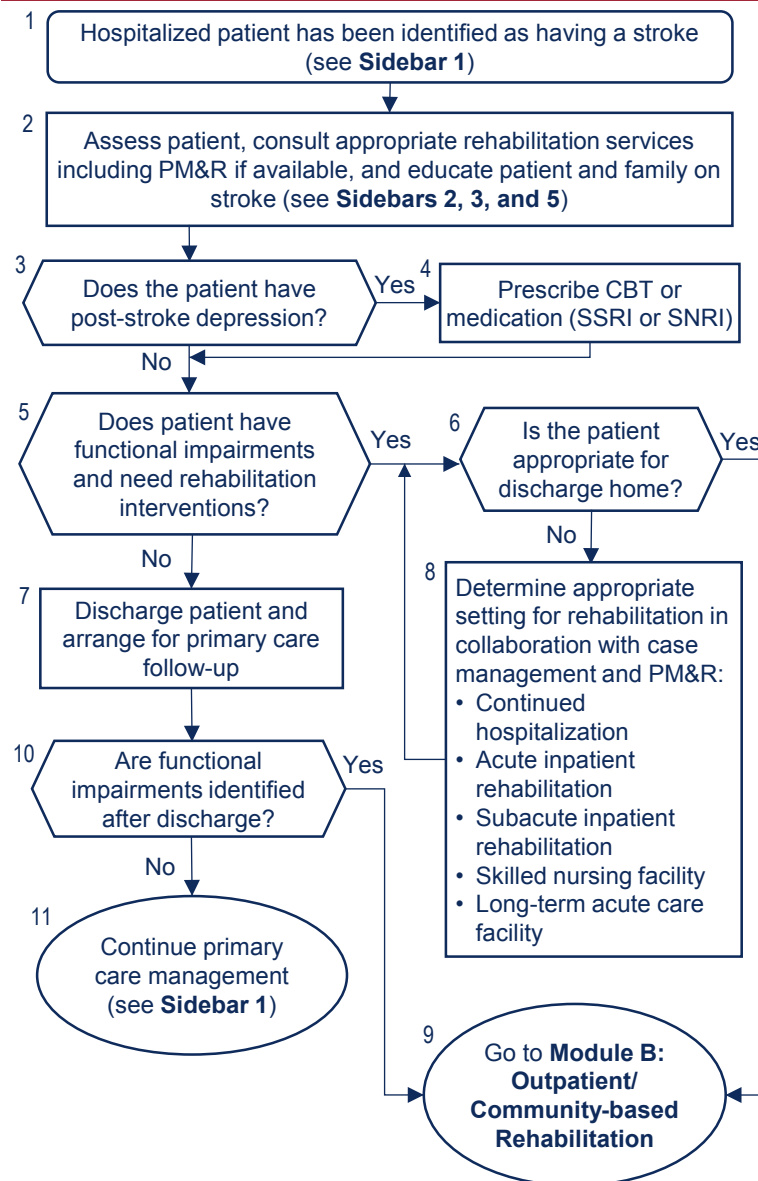 1
Hospitalized patient has been identified as having a stroke
(see Sidebar 1)
2
Assess patient, consult appropriate rehabilitation services
including PM&R if available, and educate patient and family on
stroke (see Sidebars 2, 3, and 5)
3
Does the patient have
post-stroke depression?
Yes
4
Prescribe CBT or
medication (SSRI or SNRI)
No
5
Does patient have
functional impairments
and need rehabilitation
interventions?
Yes
6
Is the patient
appropriate for
discharge home?
Yes
No
No
7
Discharge patient and
arrange for primary care
follow-up
8
Determine appropriate
setting for rehabilitation in
collaboration with case
management and PM&R:
• Continued
hospitalization
• Acute inpatient
rehabilitation
• Subacute inpatient
rehabilitation
• Skilled nursing facility
• Long-term acute care
facility
10
Are functional
impairments identified
after discharge?
Yes
No
11
Continue primary
care management
(see Sidebar 1)
9
Go to Module B:
Outpatient/
Community-based
Rehabilitation